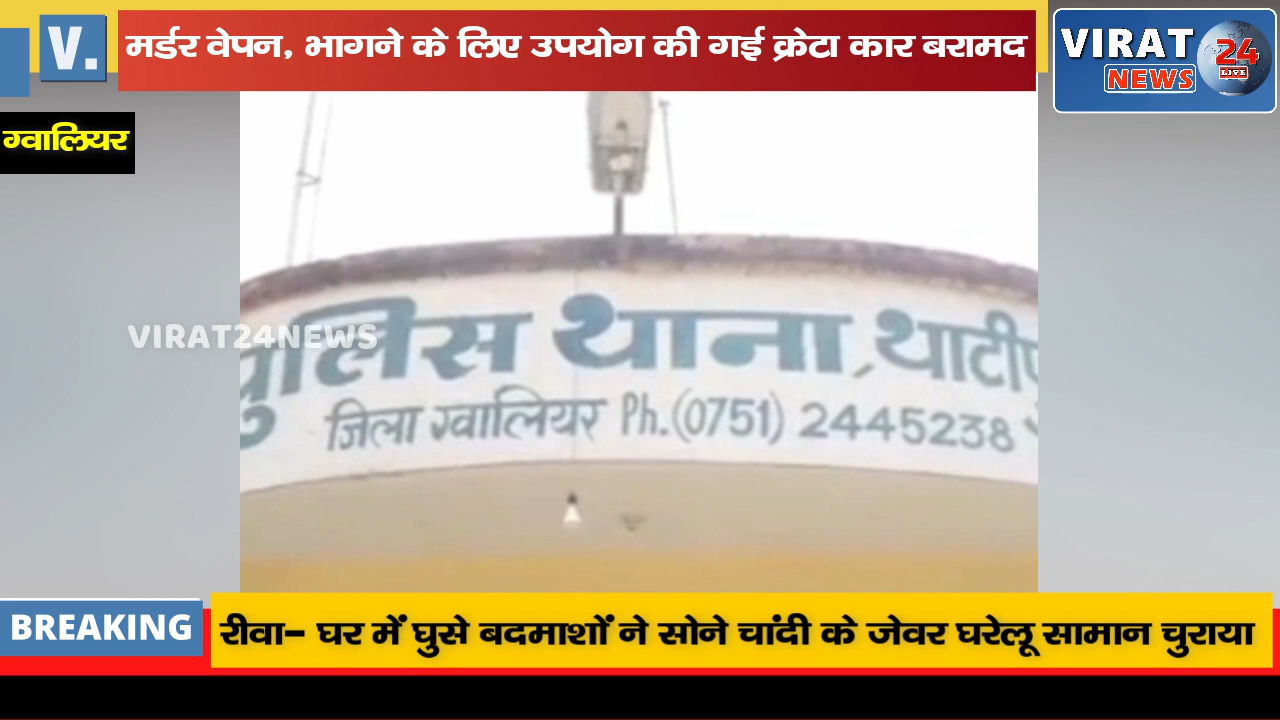 V.
मर्डर वेपन, भागने के लिए उपयोग की गई क्रेटा कार बरामद
VIRAT 24
NEWS LIVE
ग्वालियर
VIRAT24NEWS
पुलिस थाना, थाटीपु
जिला ग्वालियर Ph.(0751) 2445238
BREAKING
रीवा- घर में घुसे बदमाशों ने सोने चांदी के जेवर घरेलू सामान चुराया